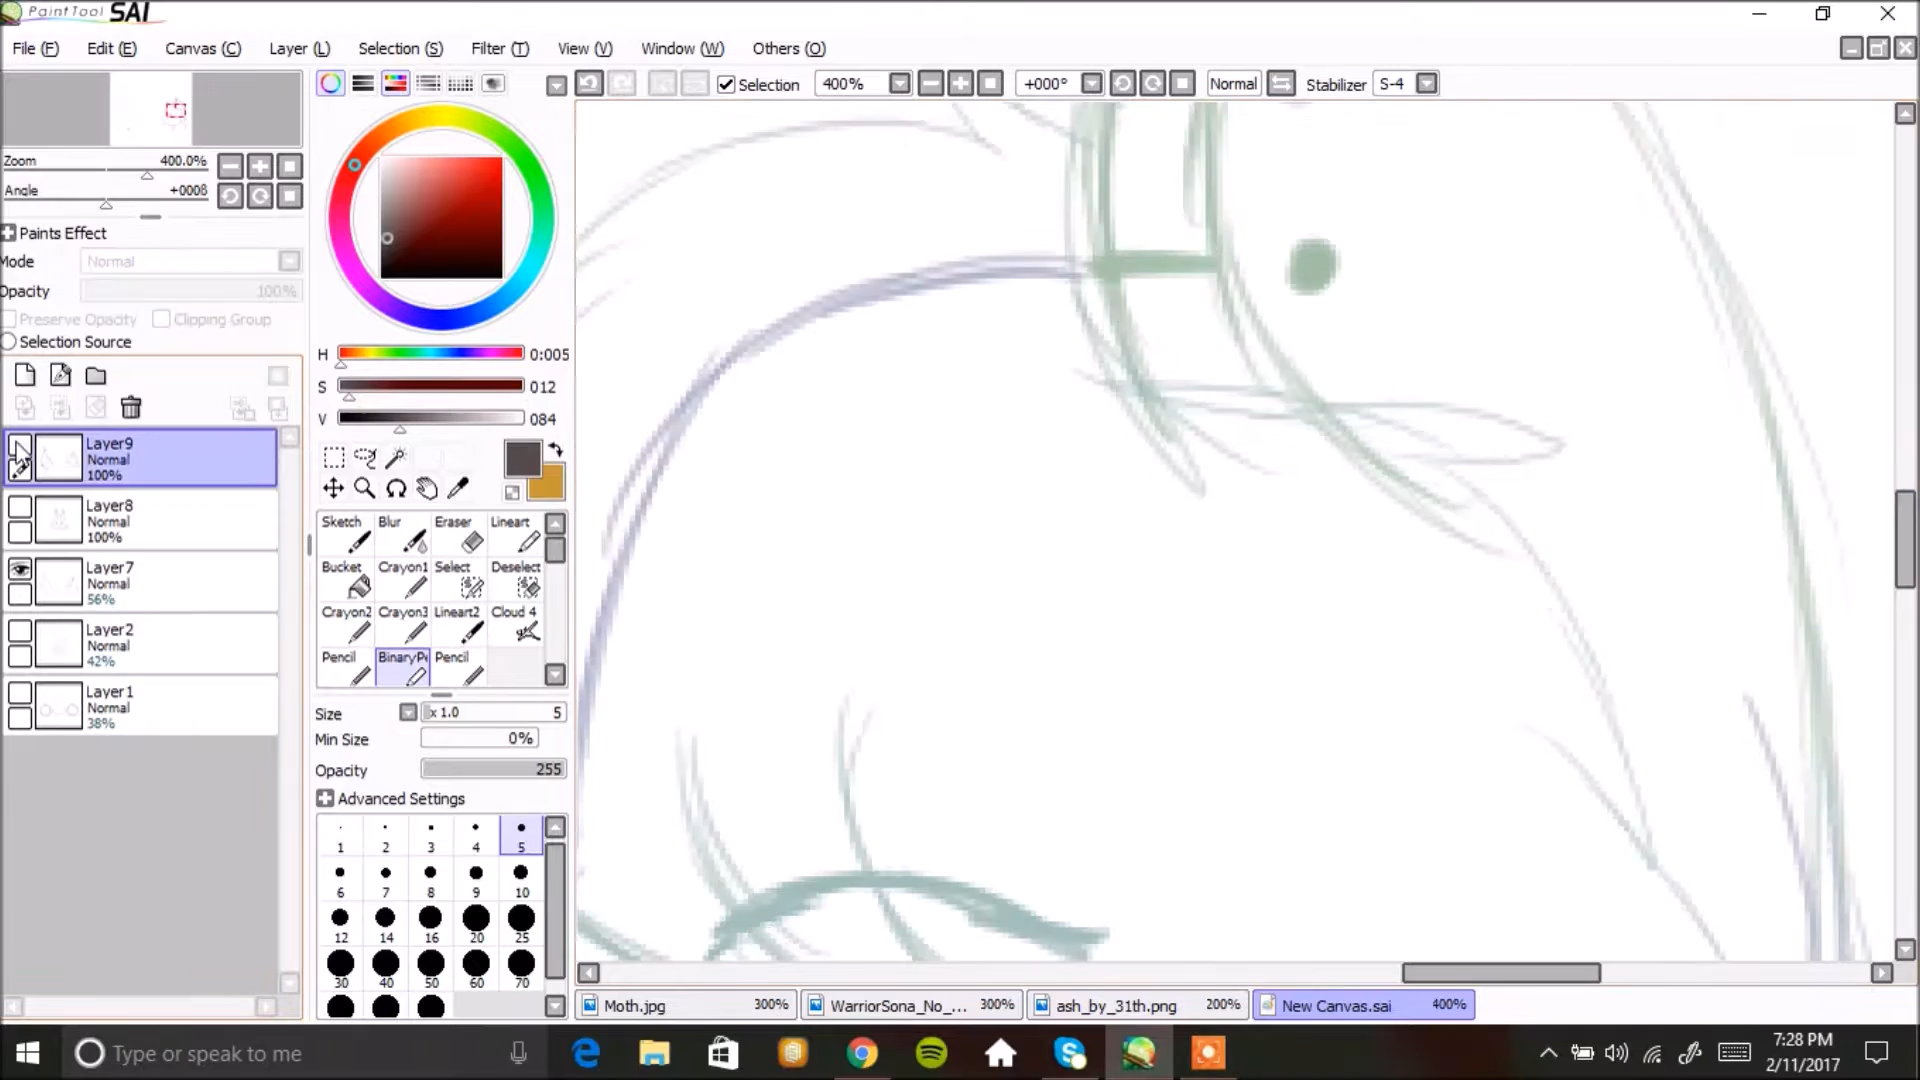 PaintTool SAI
File (F) Edit (E) Canvas (C) Layer (L) Selection (S) Filter (T) View (V) Window (W) Others (O)
Selection 400% +000° Normal Stabilizer S-4
Zoom 400.0%
Angle +0008
Paints Effect
Mode Normal
Opacity 100%
Preserve Opacity Clipping Group
Selection Source
Layer9
Normal
100%
Layer8
Normal
100%
Layer7
Normal
56%
Layer2
Normal
42%
Layer1
Normal
38%
H 0:005
S 012
V 084
Sketch Blur Eraser Lineart
Bucket Crayon1 Select Deselect
Crayon2 Crayon3 Lineart2 Cloud 4
Pencil BinaryPe Pencil
Size x 1.0 5
Min Size 0%
Opacity 255
Advanced Settings
1 2 3 4 5
6 7 8 9 10
12 14 16 20 25
30 40 50 60 70
Moth.jpg 300% WarriorSona_No_... 300% ash_by_31th.png 200% New Canvas.sai 400%
Type or speak to me
7:28 PM
2/11/2017